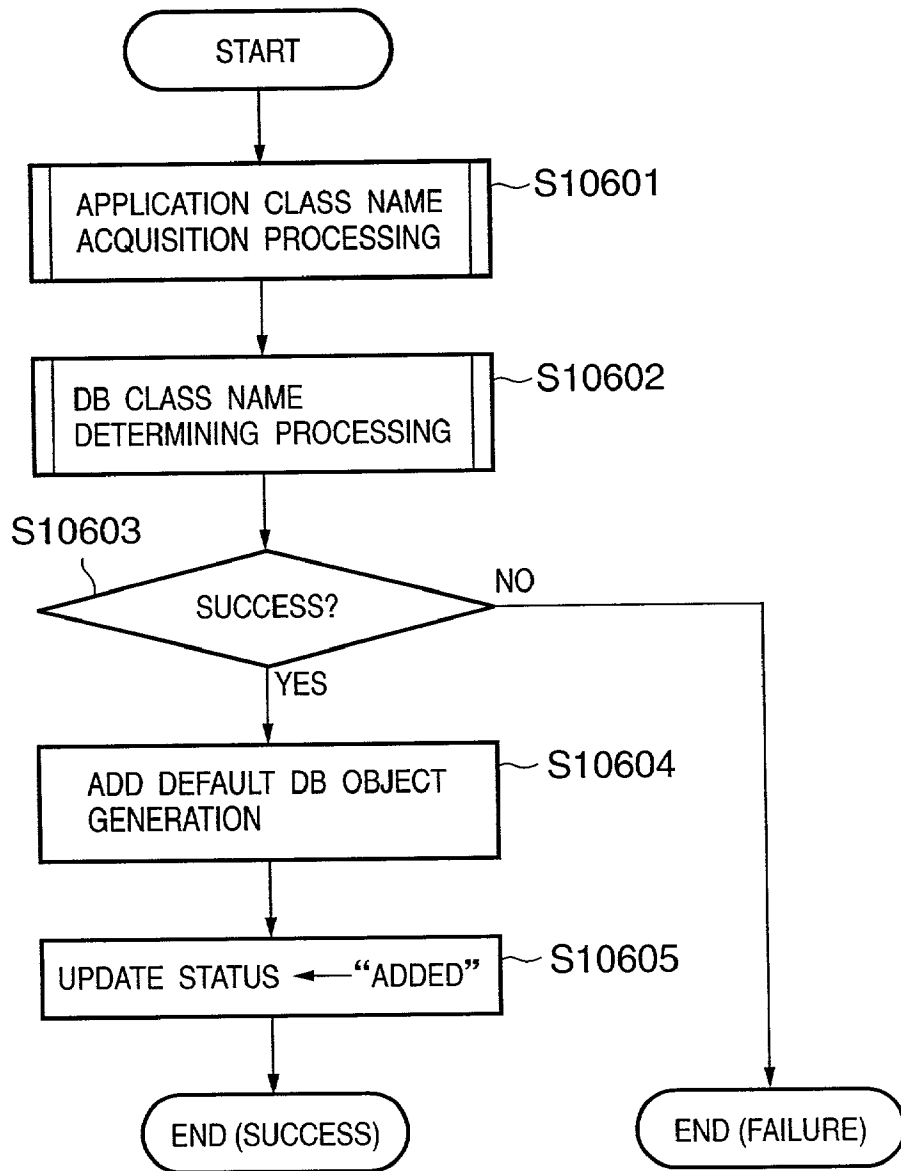 START
APPLICATION CLASS NAME
ACQUISITION PROCESSING
S10601
DB CLASS NAME
DETERMINING PROCESSING
S10602
S10603
SUCCESS?
NO
YES
ADD DEFAULT DB OBJECT
GENERATION
S10604
UPDATE STATUS ← “ADDED”
S10605
END (SUCCESS)
END (FAILURE)